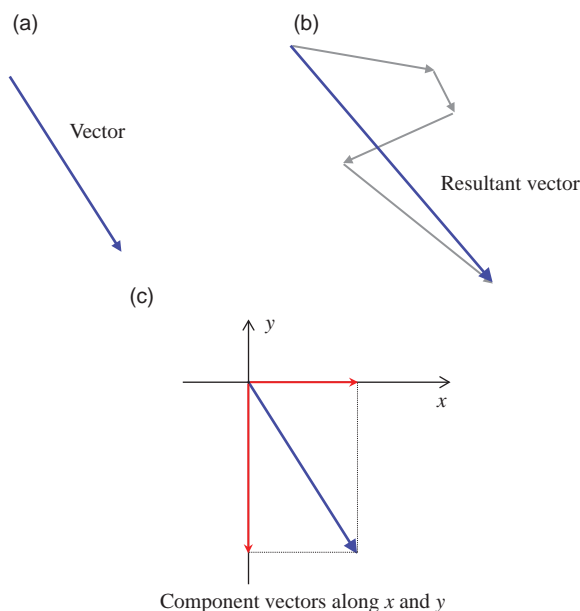 (a)
(b)
Vector
Resultant vector
(c)
y
x
Component vectors along x and y